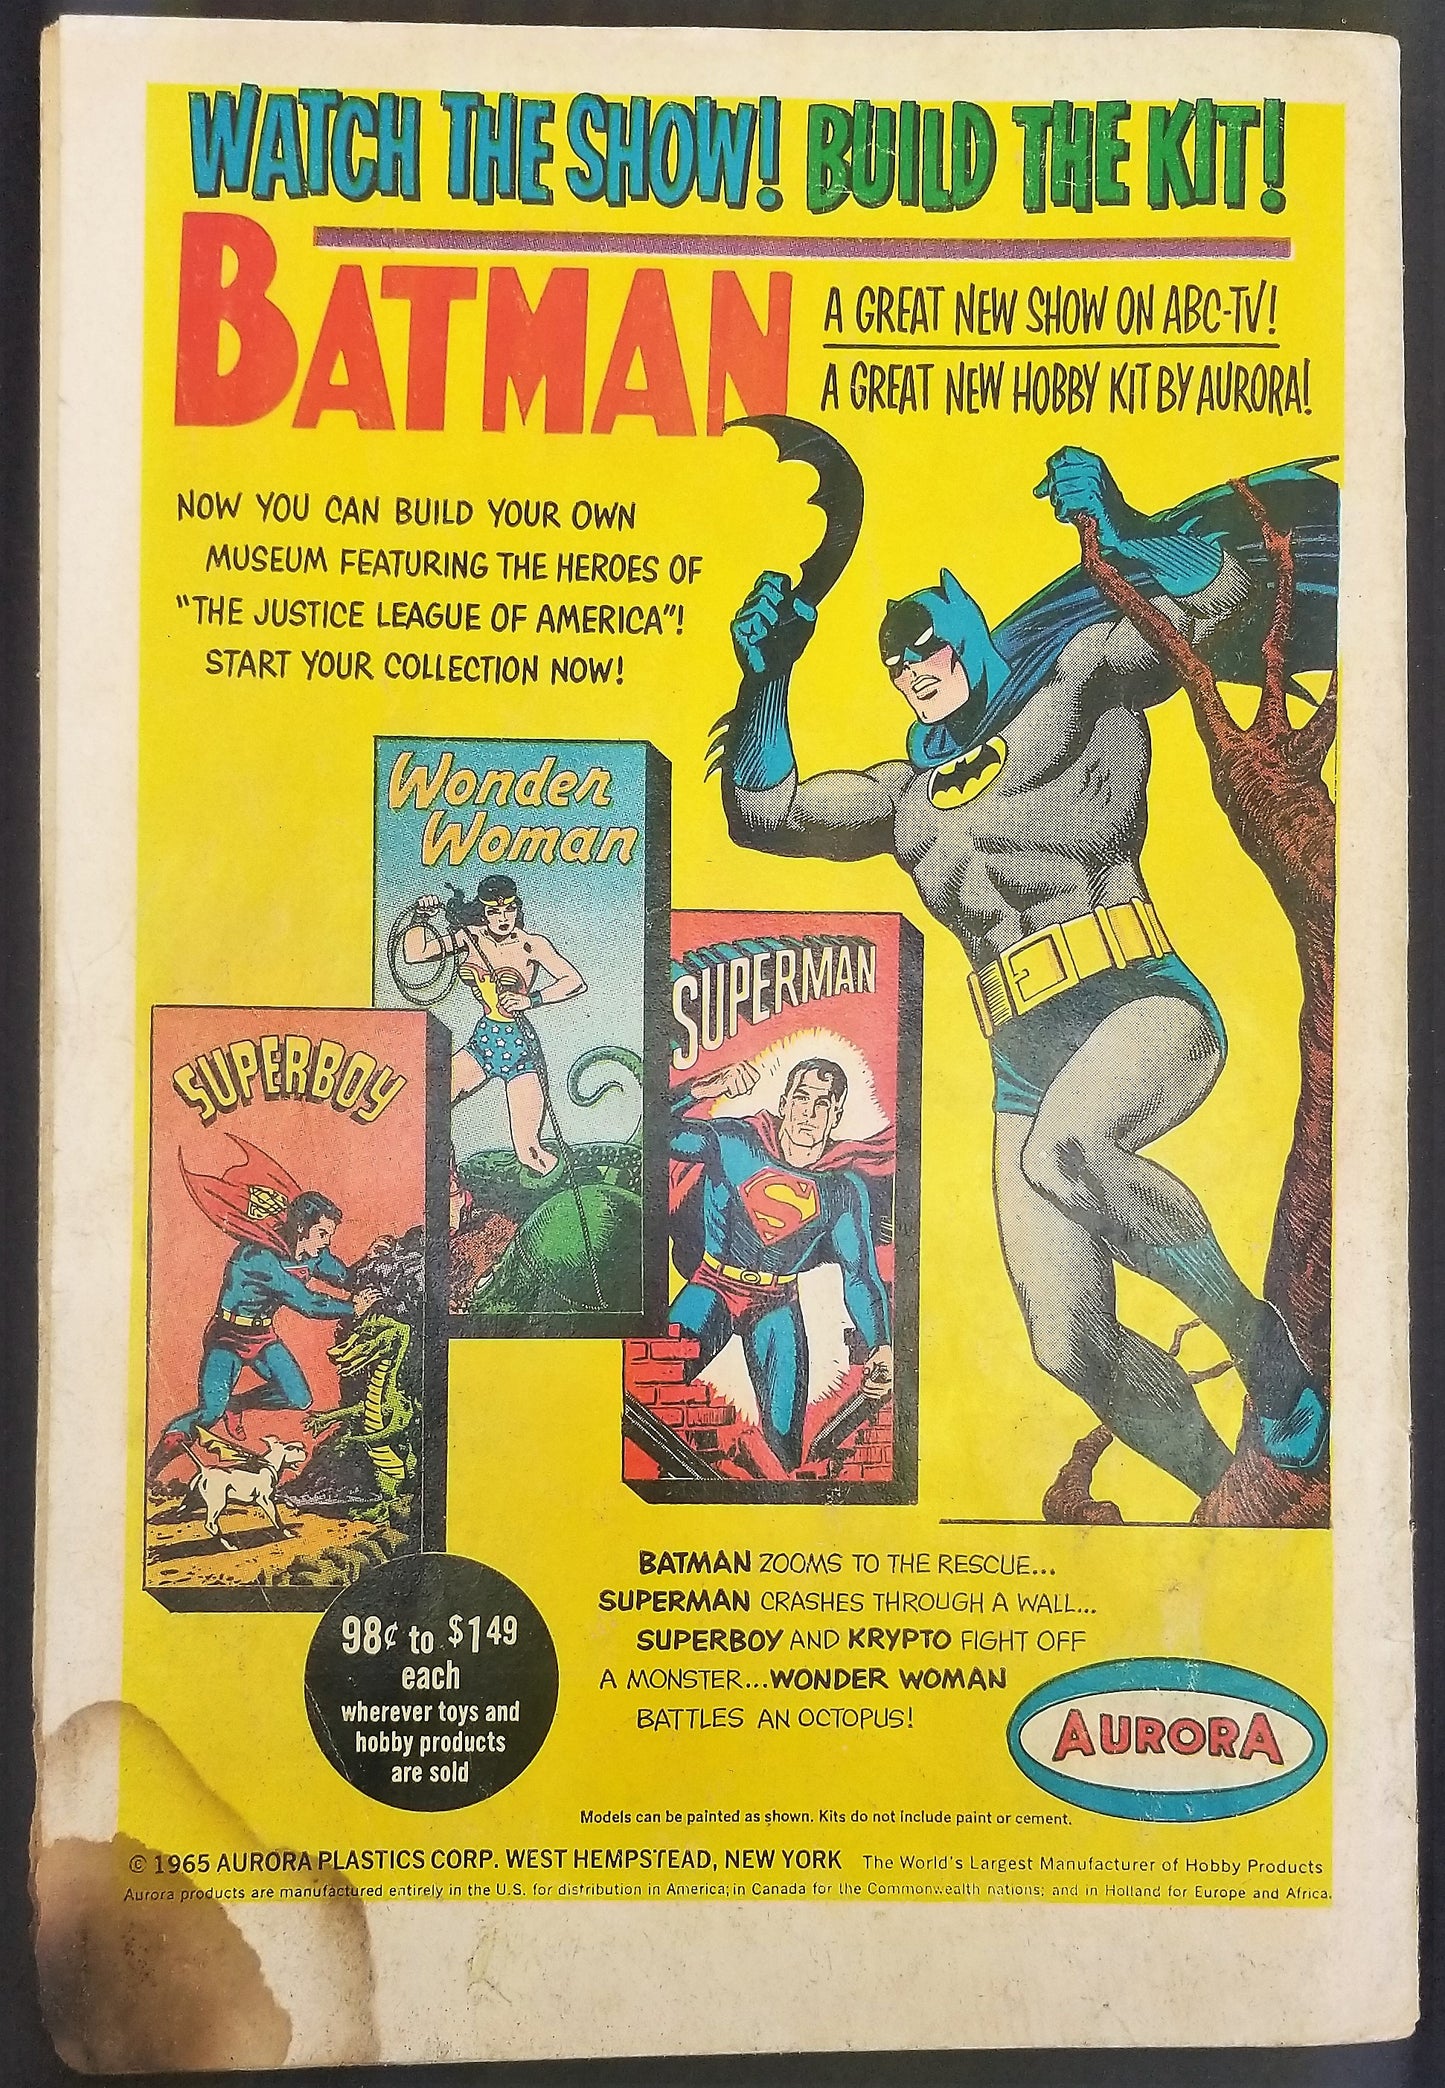 WATCH THE SHOW! BUILD THE KIT!
BATMAN
A GREAT NEW SHOW ON ABC-TV!
A GREAT NEW HOBBY KIT BY AURORA!
NOW YOU CAN BUILD YOUR OWN
MUSEUM FEATURING THE HEROES OF
"THE JUSTICE LEAGUE OF AMERICA"!
START YOUR COLLECTION NOW!
Wonder
Woman
SUPERMAN
S
SUPERBOY
98¢ to $1 49
each
wherever toys and
hobby products
are sold
BATMAN ZOOMS TO THE RESCUE...
SUPERMAN CRASHES THROUGH A WALL...
SUPERBOY AND KRYPTO FIGHT OFF
A MONSTER...WONDER WOMAN
BATTLES AN OCTOPUS!
AURORA
Models can be painted as shown. Kits do not include paint or cement.
© 1965 AURORA PLASTICS CORP. WEST HEMPSTEAD, NEW YORK The World's Largest Manufacturer of Hobby Products
Aurora products are manufactured entirely in the U.S. for distribution in America; in Canada for the Commonwealth nations; and in Holland for Europe and Africa.